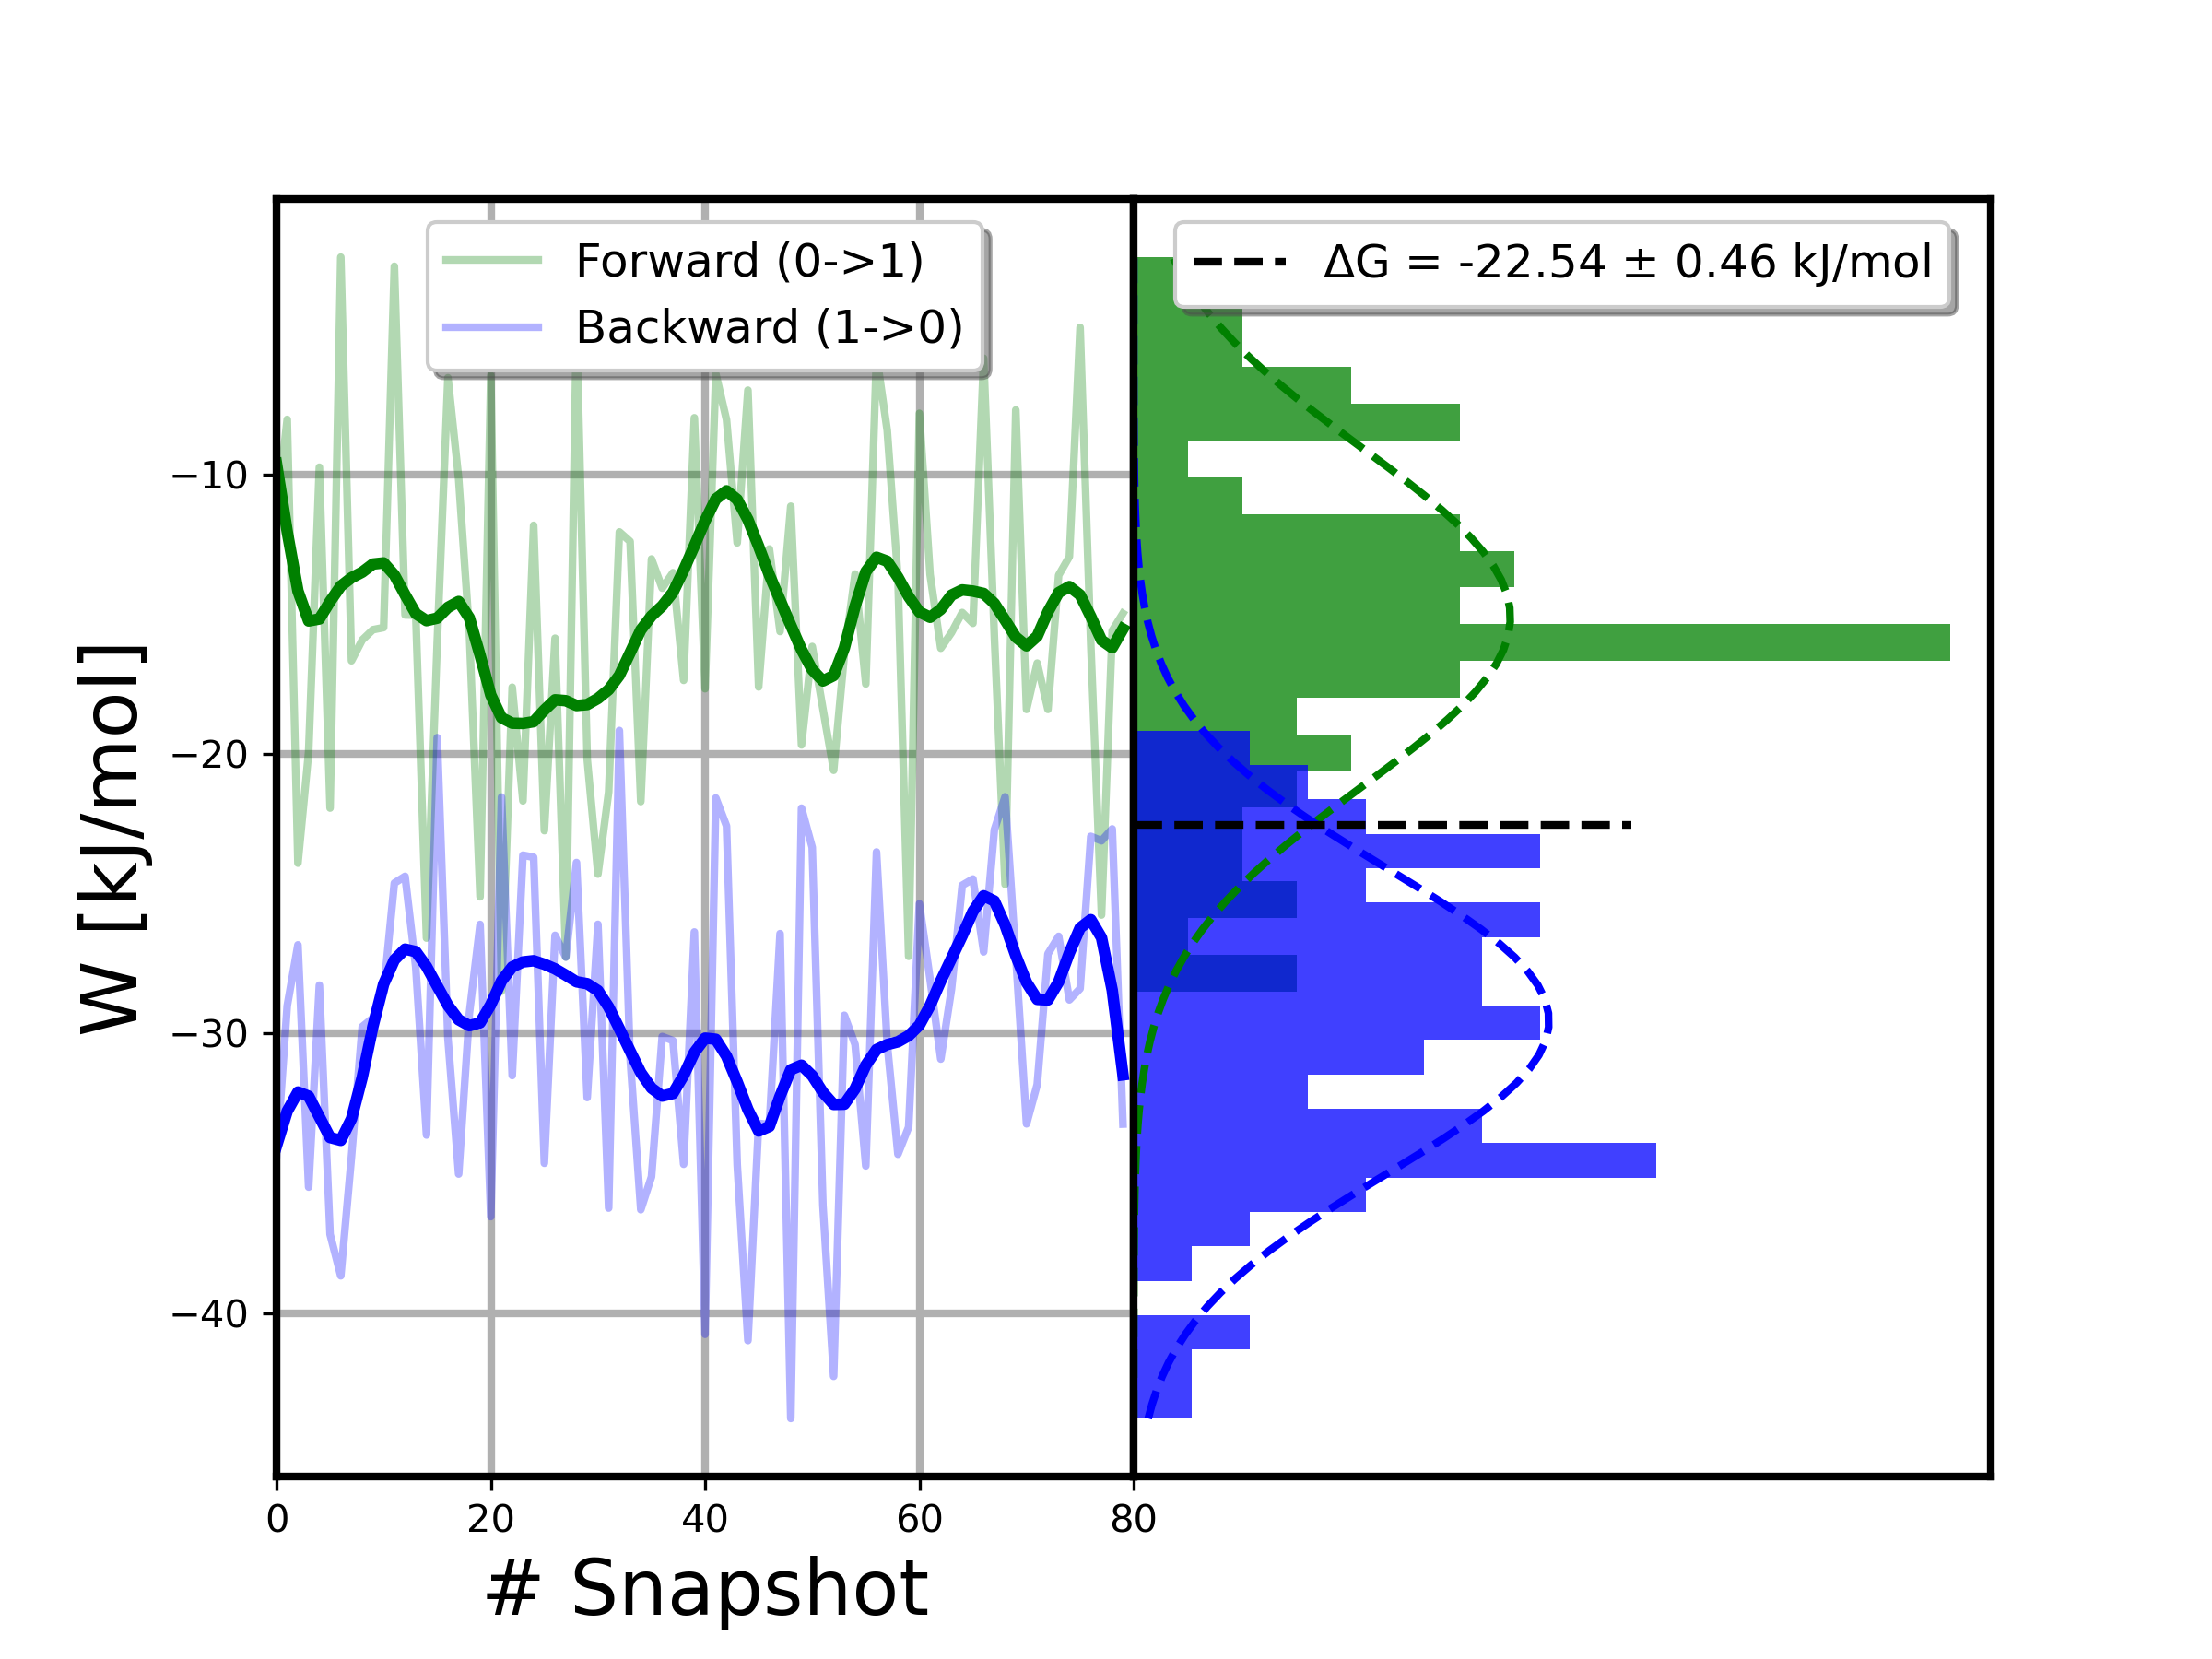 Forward (0->1)
Backward (1->0)
ΔG = -22.54 ± 0.46 kJ/mol
W [kJ/mol]
−10
−20
−30
−40
0 20 40 60 80
# Snapshot